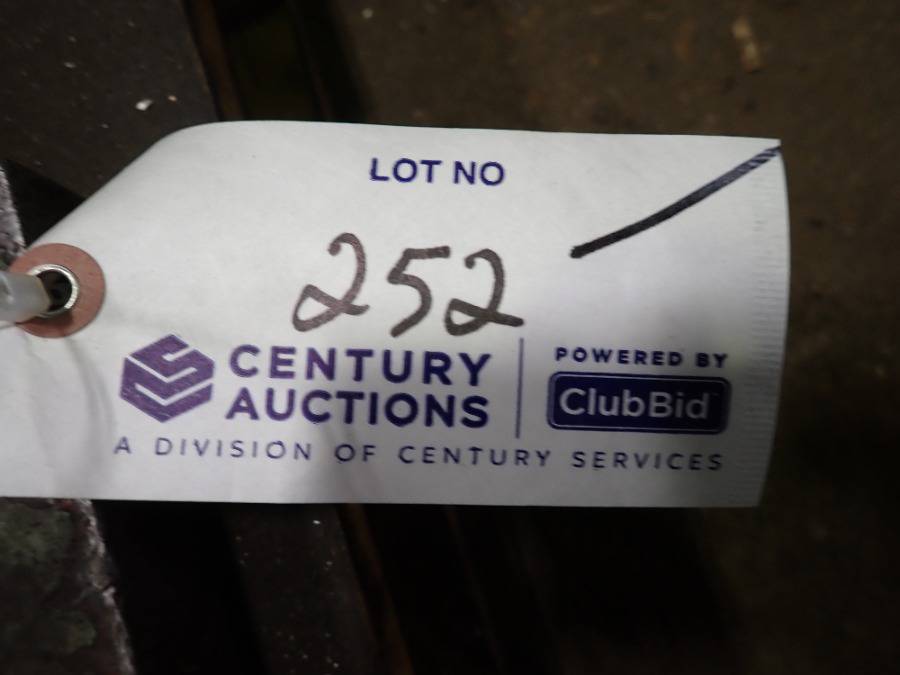 LOT NO
252
CENTURY AUCTIONS
POWERED BY
ClubBid
A DIVISION OF CENTURY SERVICES